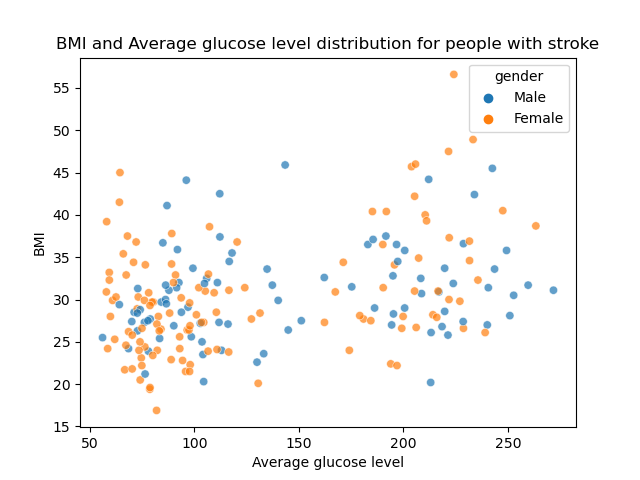 BMI and Average glucose level distribution for people with stroke
gender
Male
Female
BMI
55
50
45
40
35
30
25
20
15
50
100
150
200
250
Average glucose level